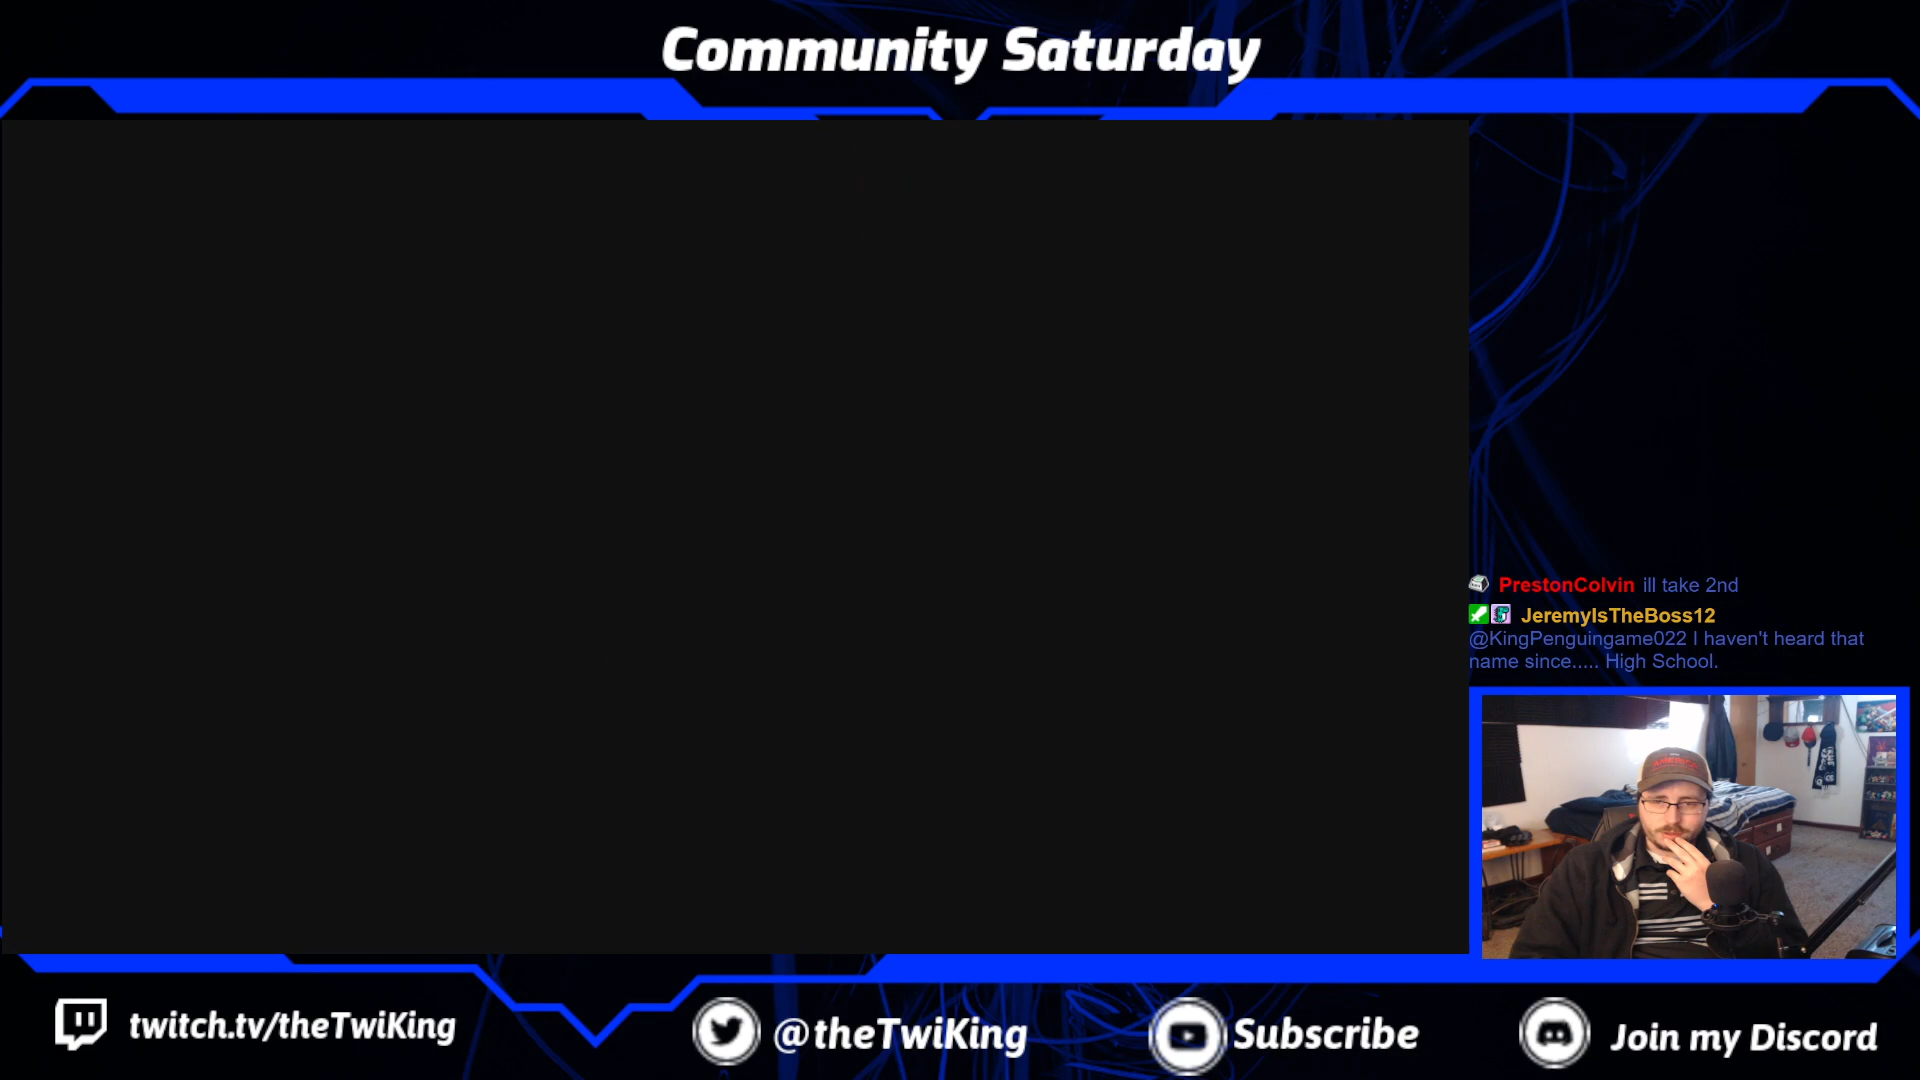 Community Saturday
PrestonColvin ill take 2nd
JeremyIsTheBoss12
@KingPenguingame022 I haven't heard that
name since..... High School.
twitch.tv/theTwiKing
@theTwiKing
Subscribe
Join my Discord